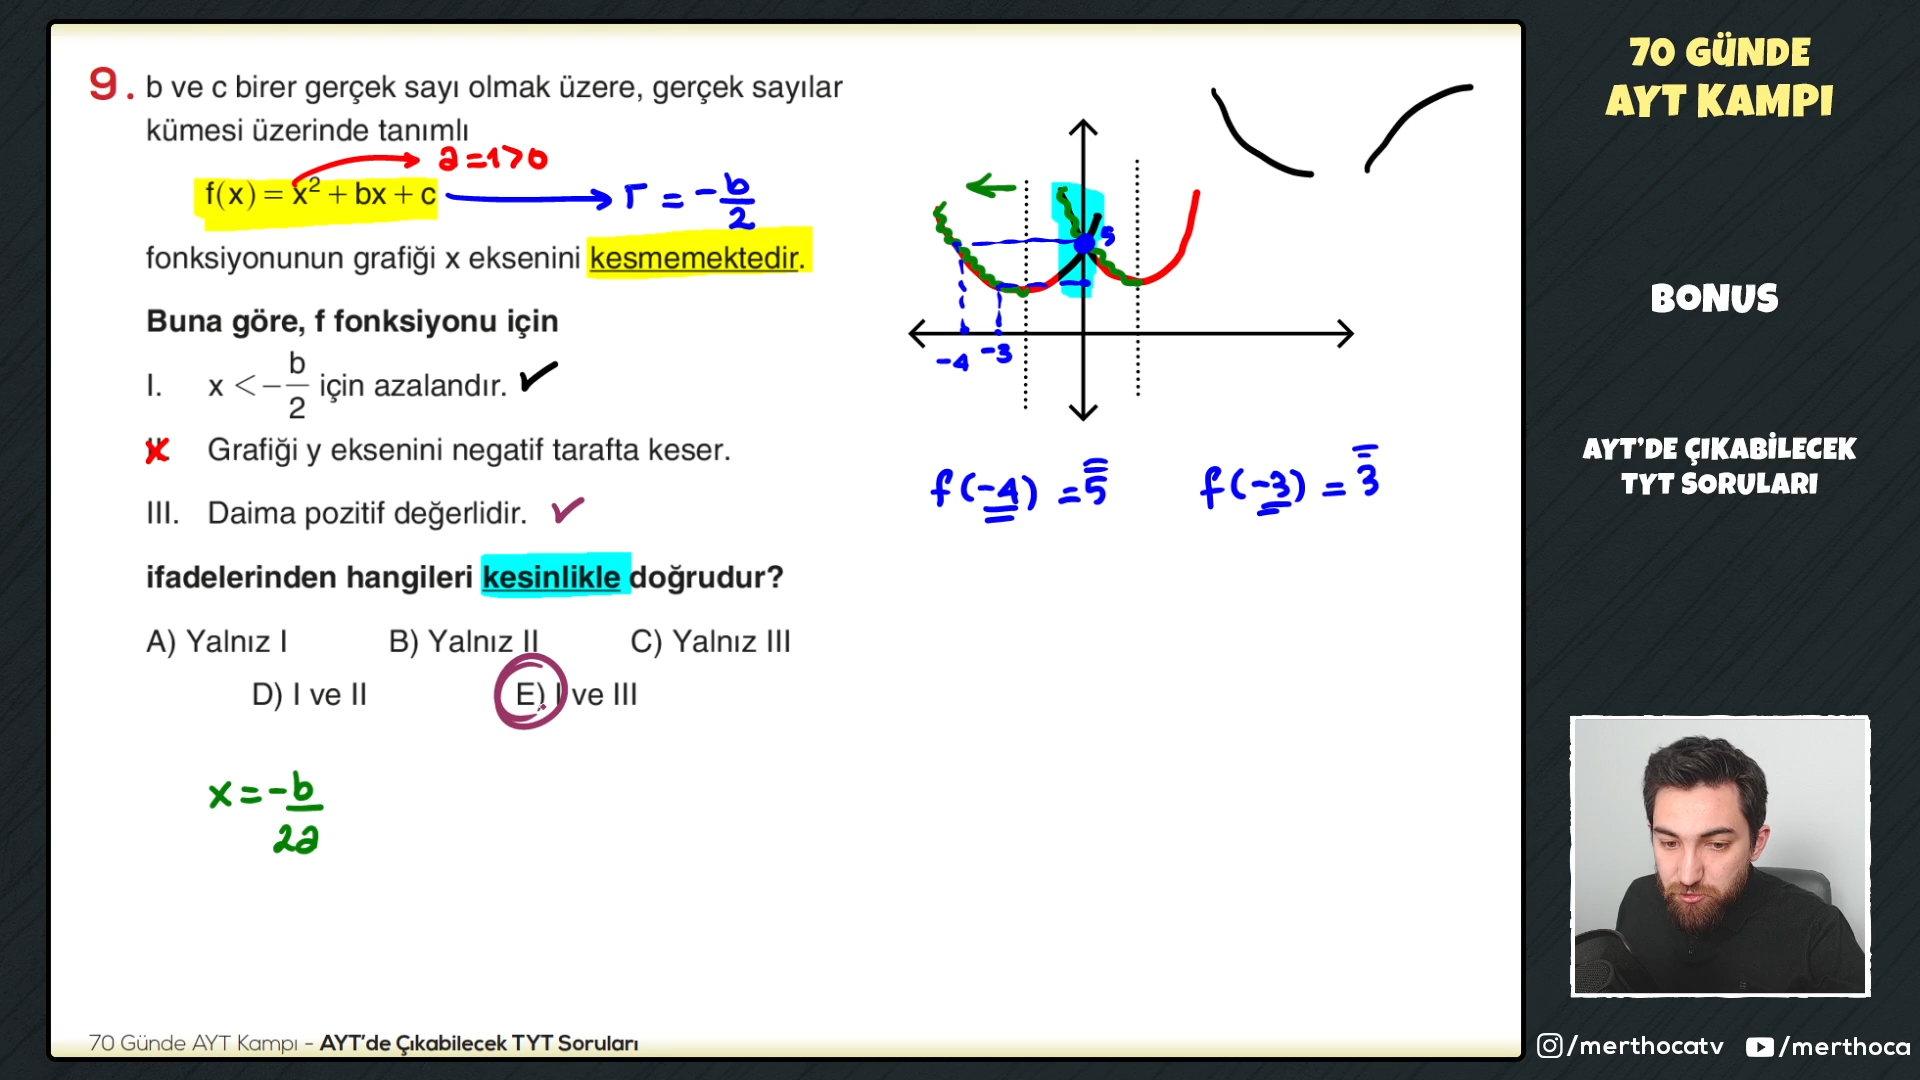 9. b ve c birer gerçek sayı olmak üzere, gerçek sayılar
kümesi üzerinde tanımlı
a=1>0
f(x) = x² + bx + c
r = -b/2
fonksiyonunun grafiği x eksenini kesmemektedir.
Buna göre, f fonksiyonu için
I. x < -b/2 için azalandır.
II. Grafiği y eksenini negatif tarafta keser.
III. Daima pozitif değerlidir.
ifadelerinden hangileri kesinlikle doğrudur?
A) Yalnız I B) Yalnız II C) Yalnız III
D) I ve II E) I ve III
x = -b/2a
5
-4 -3
f(-4) = 5 f(-3) = 3
70 Günde AYT Kampı - AYT'de Çıkabilecek TYT Soruları
70 GÜNDE
AYT KAMPI
BONUS
AYT'DE ÇIKABİLECEK
TYT SORULARI
/merthocatv /merthoca